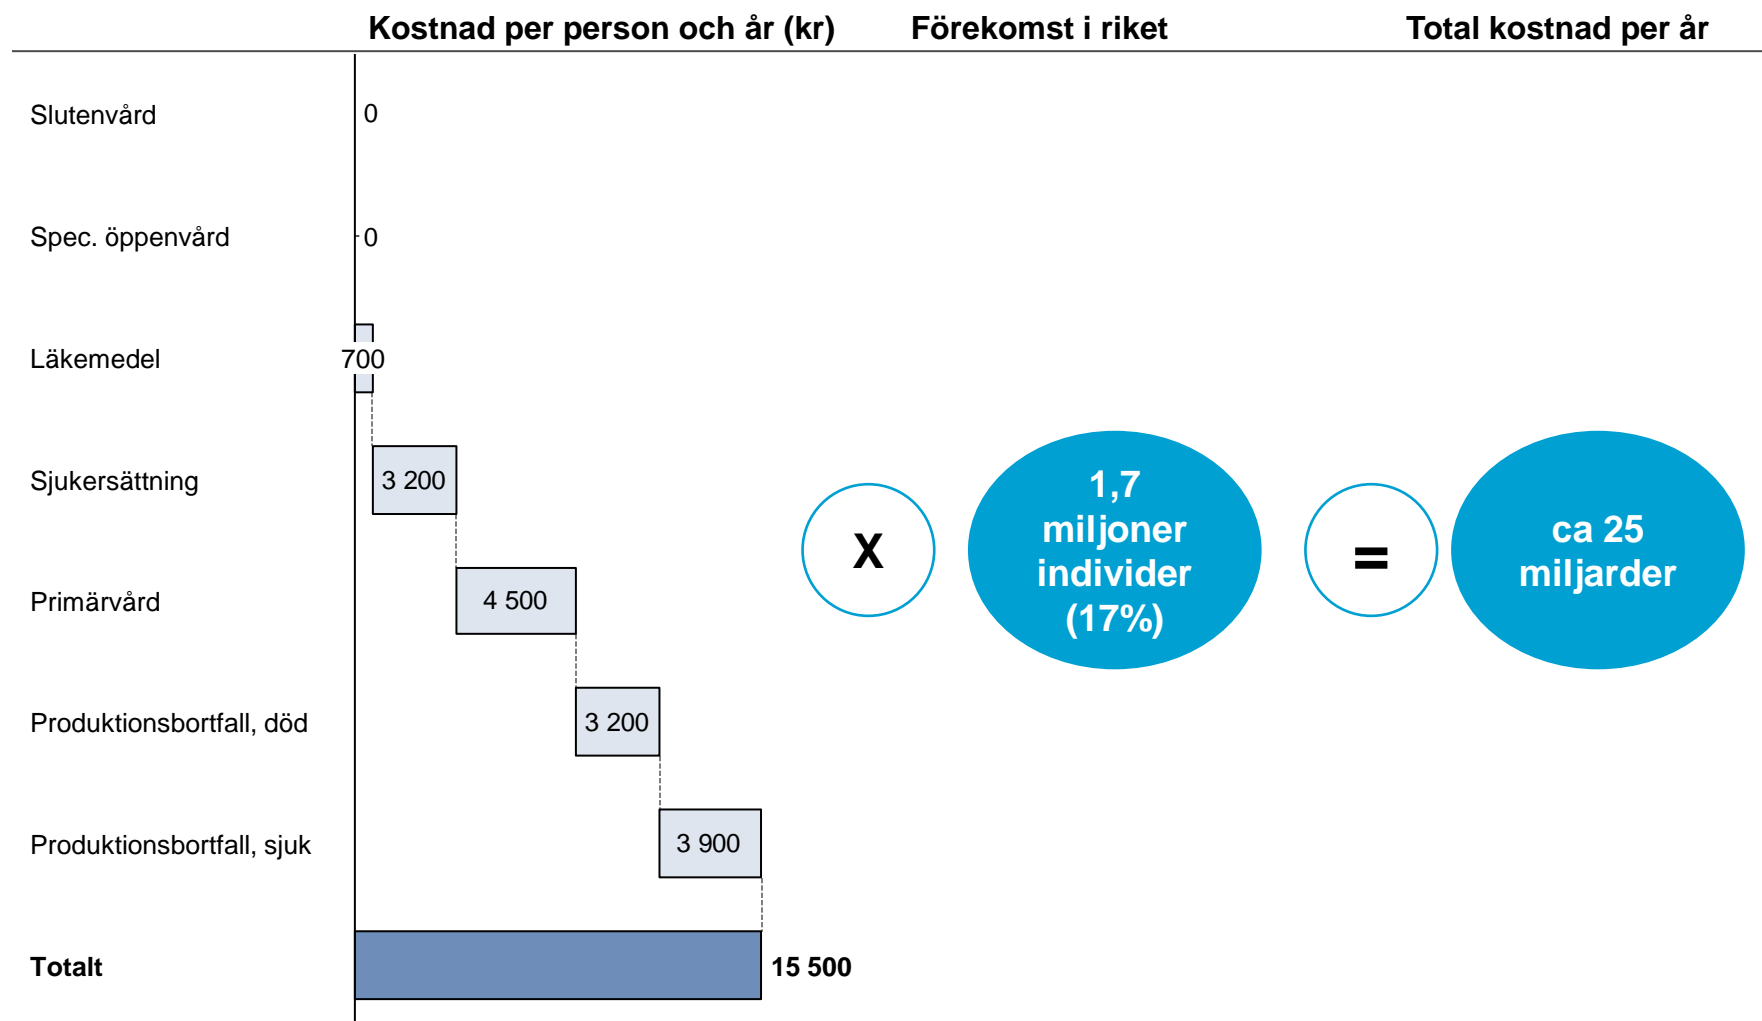 Kostnad per person och år (kr)
Förekomst i riket
Total kostnad per år
Slutenvård
0
Spec. öppenvård
0
Läkemedel
700
Sjukersättning
3 200
Primärvård
4 500
Produktionsbortfall, död
3 200
Produktionsbortfall, sjuk
3 900
Totalt
15 500
X
1,7
miljoner
individer
(17%)
=
ca 25
miljarder